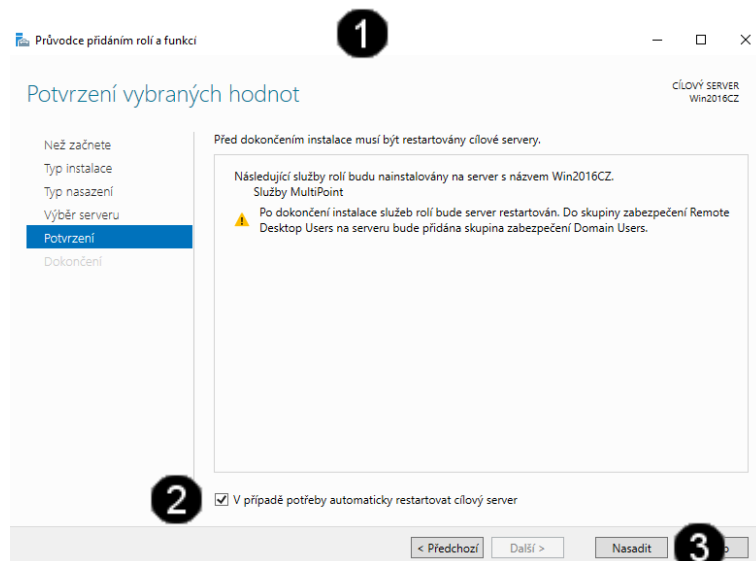 1
Průvodce přidáním rolí a funkcí
Potvrzení vybraných hodnot
CÍLOVÝ SERVER
Win2016CZ
Než začnete
Typ instalace
Typ nasazení
Výběr serveru
Potvrzení
Dokončení
Před dokončením instalace musí být restartovány cílové servery.
Následující služby rolí budu nainstalovány na server s názvem Win2016CZ.
Služby MultiPoint
Po dokončení instalace služeb rolí bude server restartován. Do skupiny zabezpečení Remote
Desktop Users na serveru bude přidána skupina zabezpečení Domain Users.
2
V případě potřeby automaticky restartovat cílový server
< Předchozí
Další >
Nasadit
3